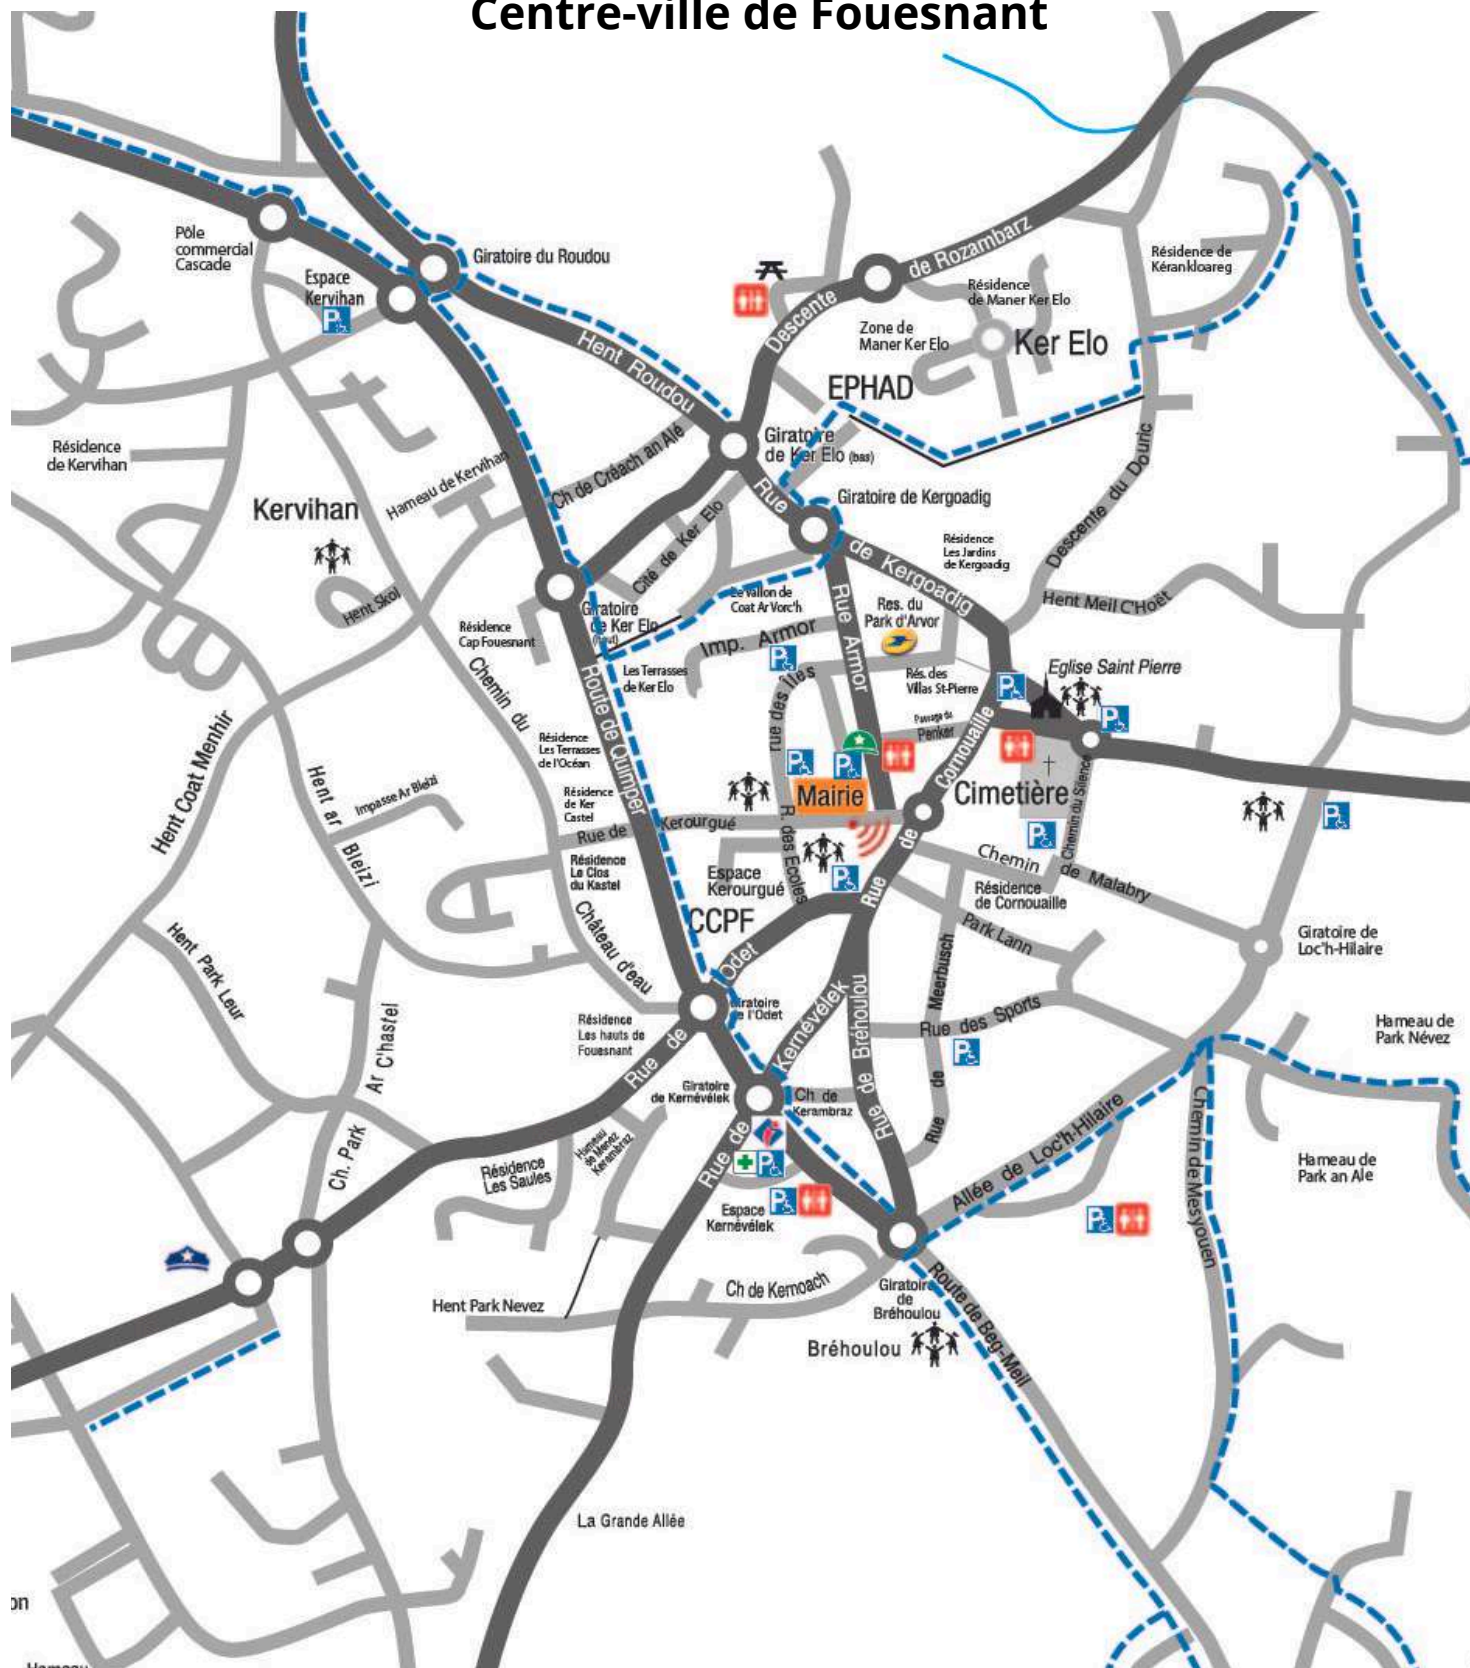 Centre-ville de Fouesnant
Pôle
commercial
Cascade
Giratoire du Roudou
Espace
Kervihan
P
Descente
de Rozambarz
Résidence
de Maner Ker Elo
Zone de
Maner Ker Elo
Ker Elo
Résidence de
Kérankloareg
Hent Roudou
EPHAD
Giratoire
de Ker Elo (bas)
Résidence
de Kervihan
Hameau de Kervihan
Ch de Créach an Alé
Kervihan
Rue
de Kergoadig
Giratoire de Kergoadig
Descente du Douric
Cité de Ker Elo
Résidence
Les Jardins
de Kergoadig
Hent Skol
Giratoire
de Ker Elo
(haut)
Le Vallon de
Coat Ar Vorc'h
Rue Armor
Res. du
Park d'Arvor
Hent Meil C'Hoët
Résidence
Cap Fouesnant
Imp. Armor
P
Les Terrasses
de Ker Elo
Rés. des
Villas St-Pierre
P
Eglise Saint Pierre
P
Chemin du
Château d'eau
Route de Quimper
rue des Îles
Passage du
Penker
Hent Coat Menhir
Résidence
Les Terrasses
de l'Océan
P
P
Mairie
Rue de Cornouaille
Cimetière
Chemin du Silence
Hent ar Bleizi
Impasse Ar Bleizi
Résidence
de Ker
Castel
Rue de Kerourgué
R. des Ecoles
P
P
Chemin de Malabry
Résidence
Le Clos
du Kastel
Espace
Kerourgué
P
Résidence
de Cornouaille
CCPF
Park Lann
Giratoire de
Loc'h-Hilaire
Hent Park Leur
Rue de Odet
Giratoire
de l'Odet
Rue de Meerbusch
Rue des Sports
P
Ar C'hastel
Ch. Park
Résidence
Les hauts de
Fouesnant
Rue de Kernévélek
Rue de Bréhoulou
Hameau de
Park Névez
Giratoire
de Kernévélek
Ch de
Kerambraz
Hameau
de Menez
Kerambraz
Résidence
Les Saules
P
Allée de Loc'h-Hilaire
Chemin de Mesyouen
Hameau de
Park an Ale
Espace
Kernévélek
P
P
Ch de Kernoach
Giratoire
de
Bréhoulou
Route de Beg-Meil
Hent Park Nevez
Bréhoulou
La Grande Allée
on